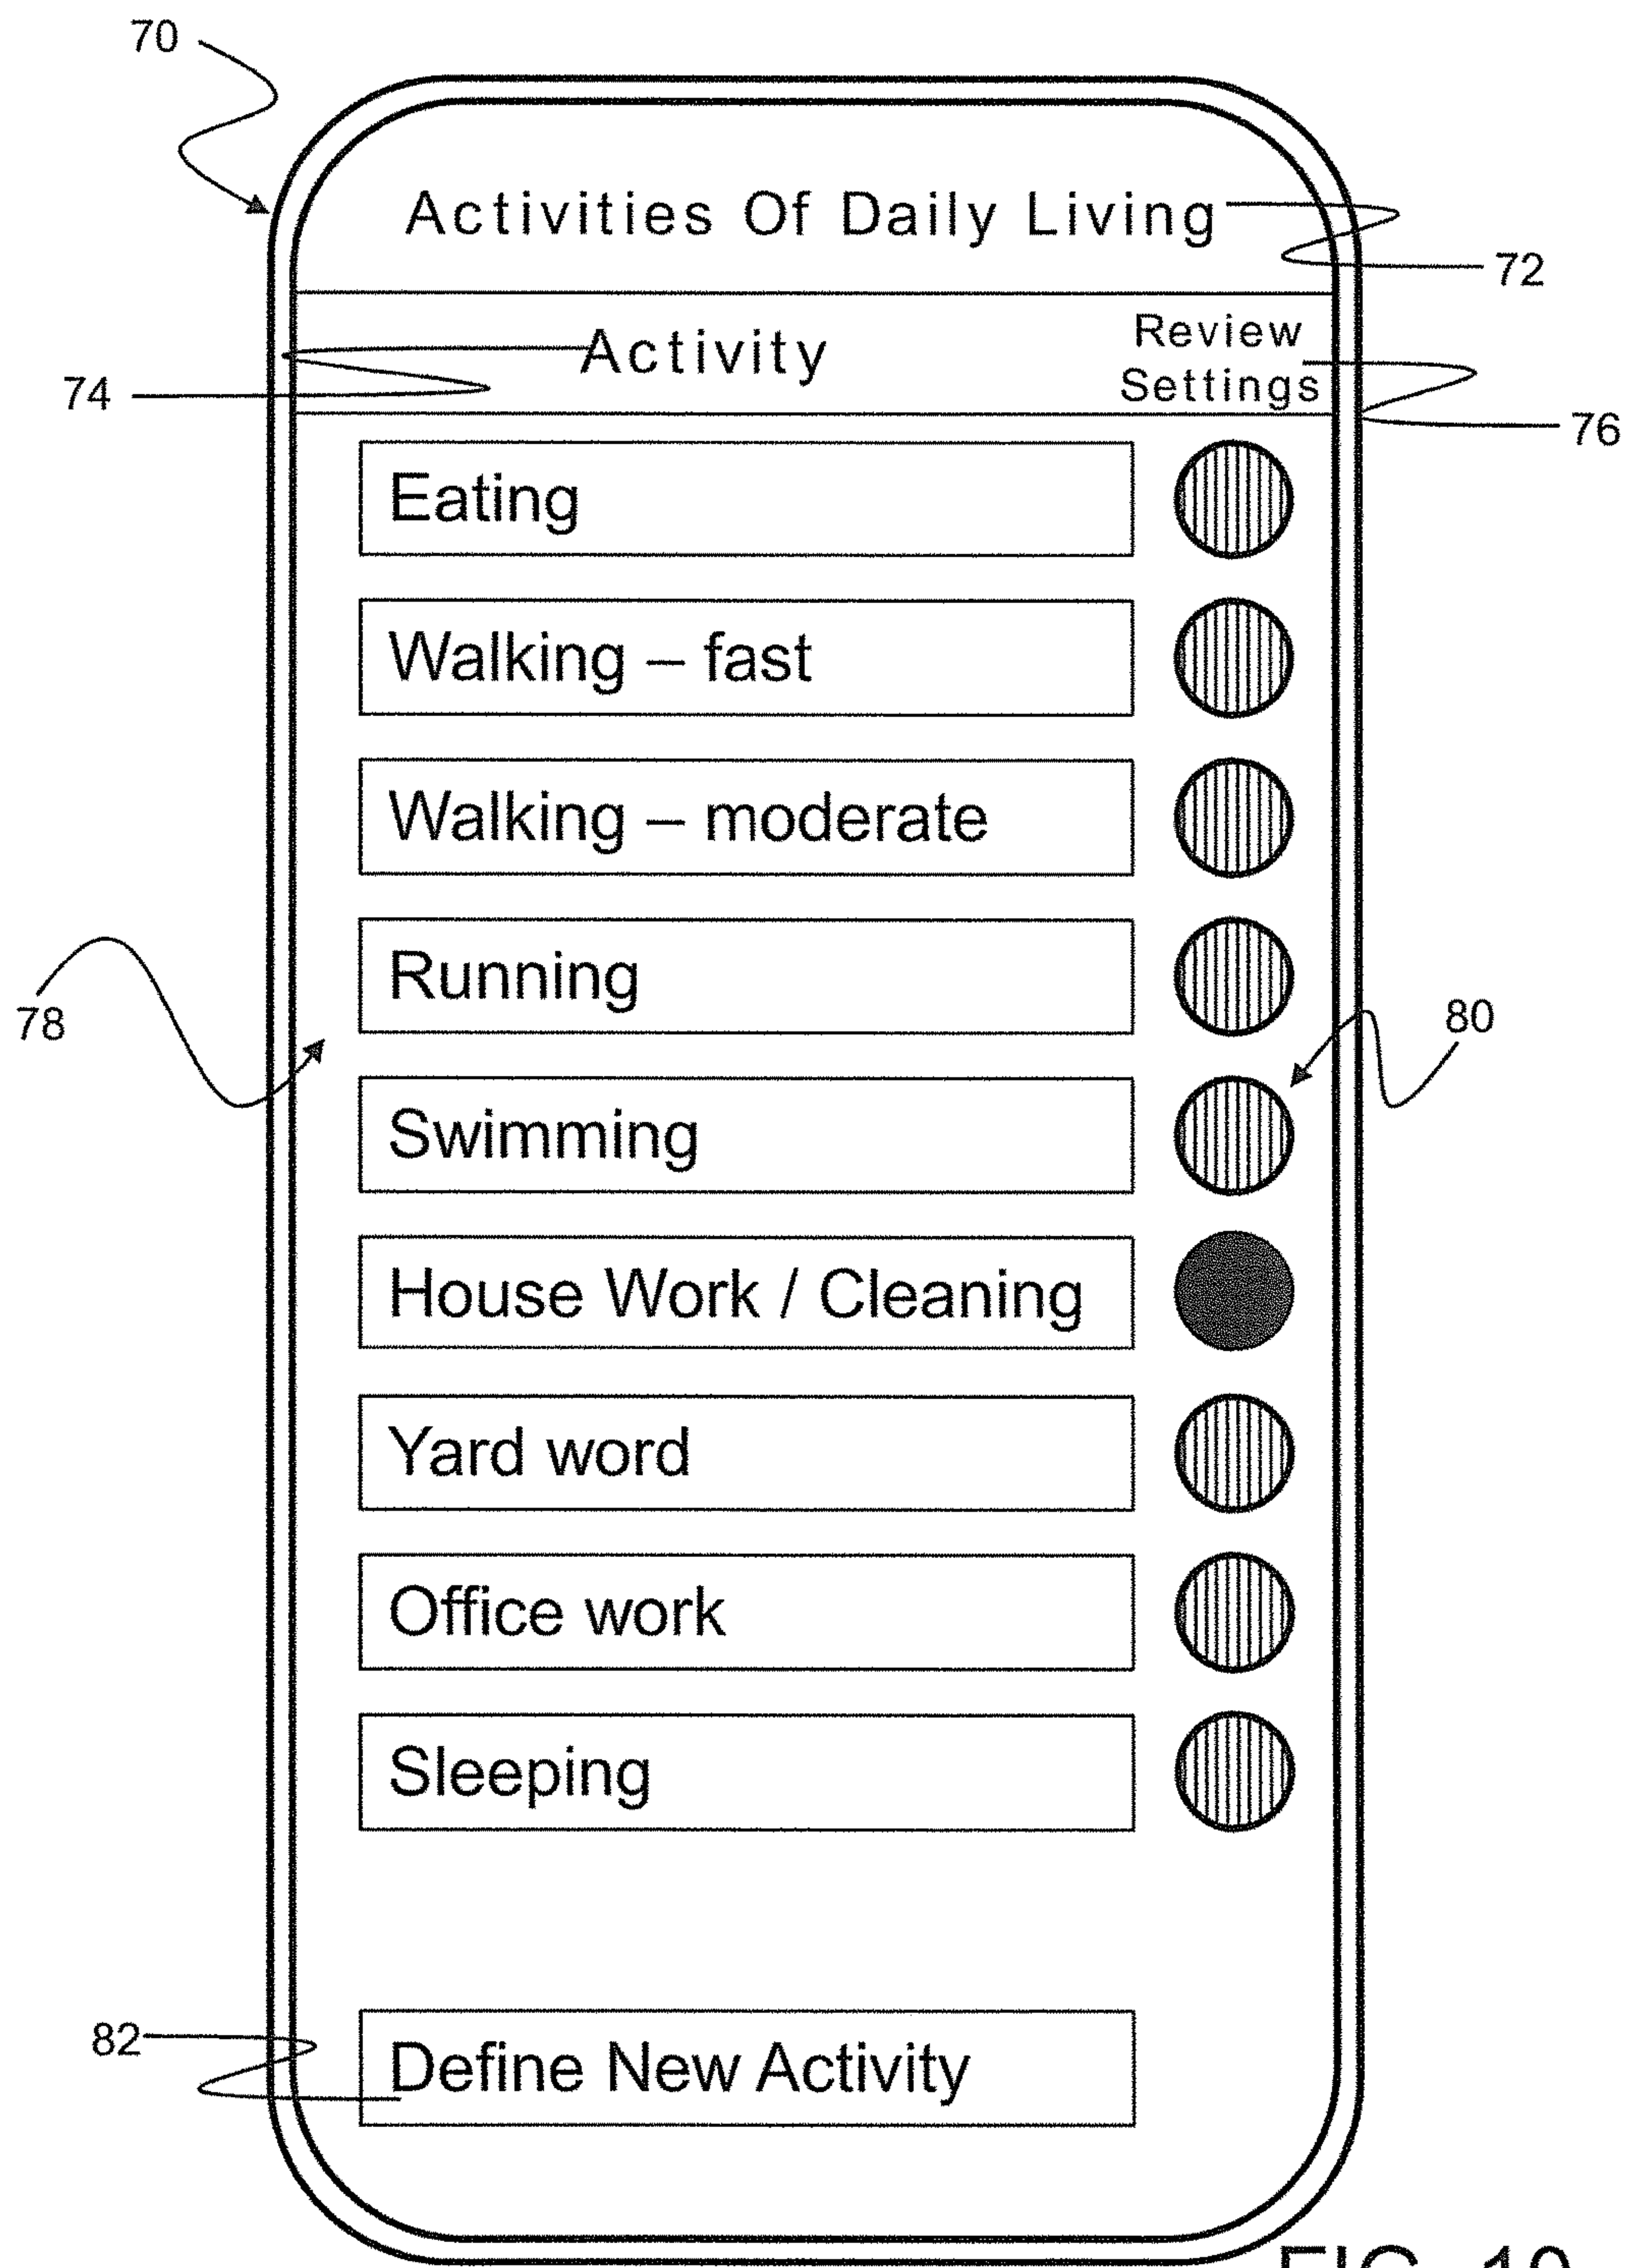 70
Activities Of Daily Living
72
Activity
Review
Settings
74
76
Eating
Walking – fast
Walking – moderate
Running
78
80
Swimming
House Work / Cleaning
Yard word
Office work
Sleeping
82
Define New Activity